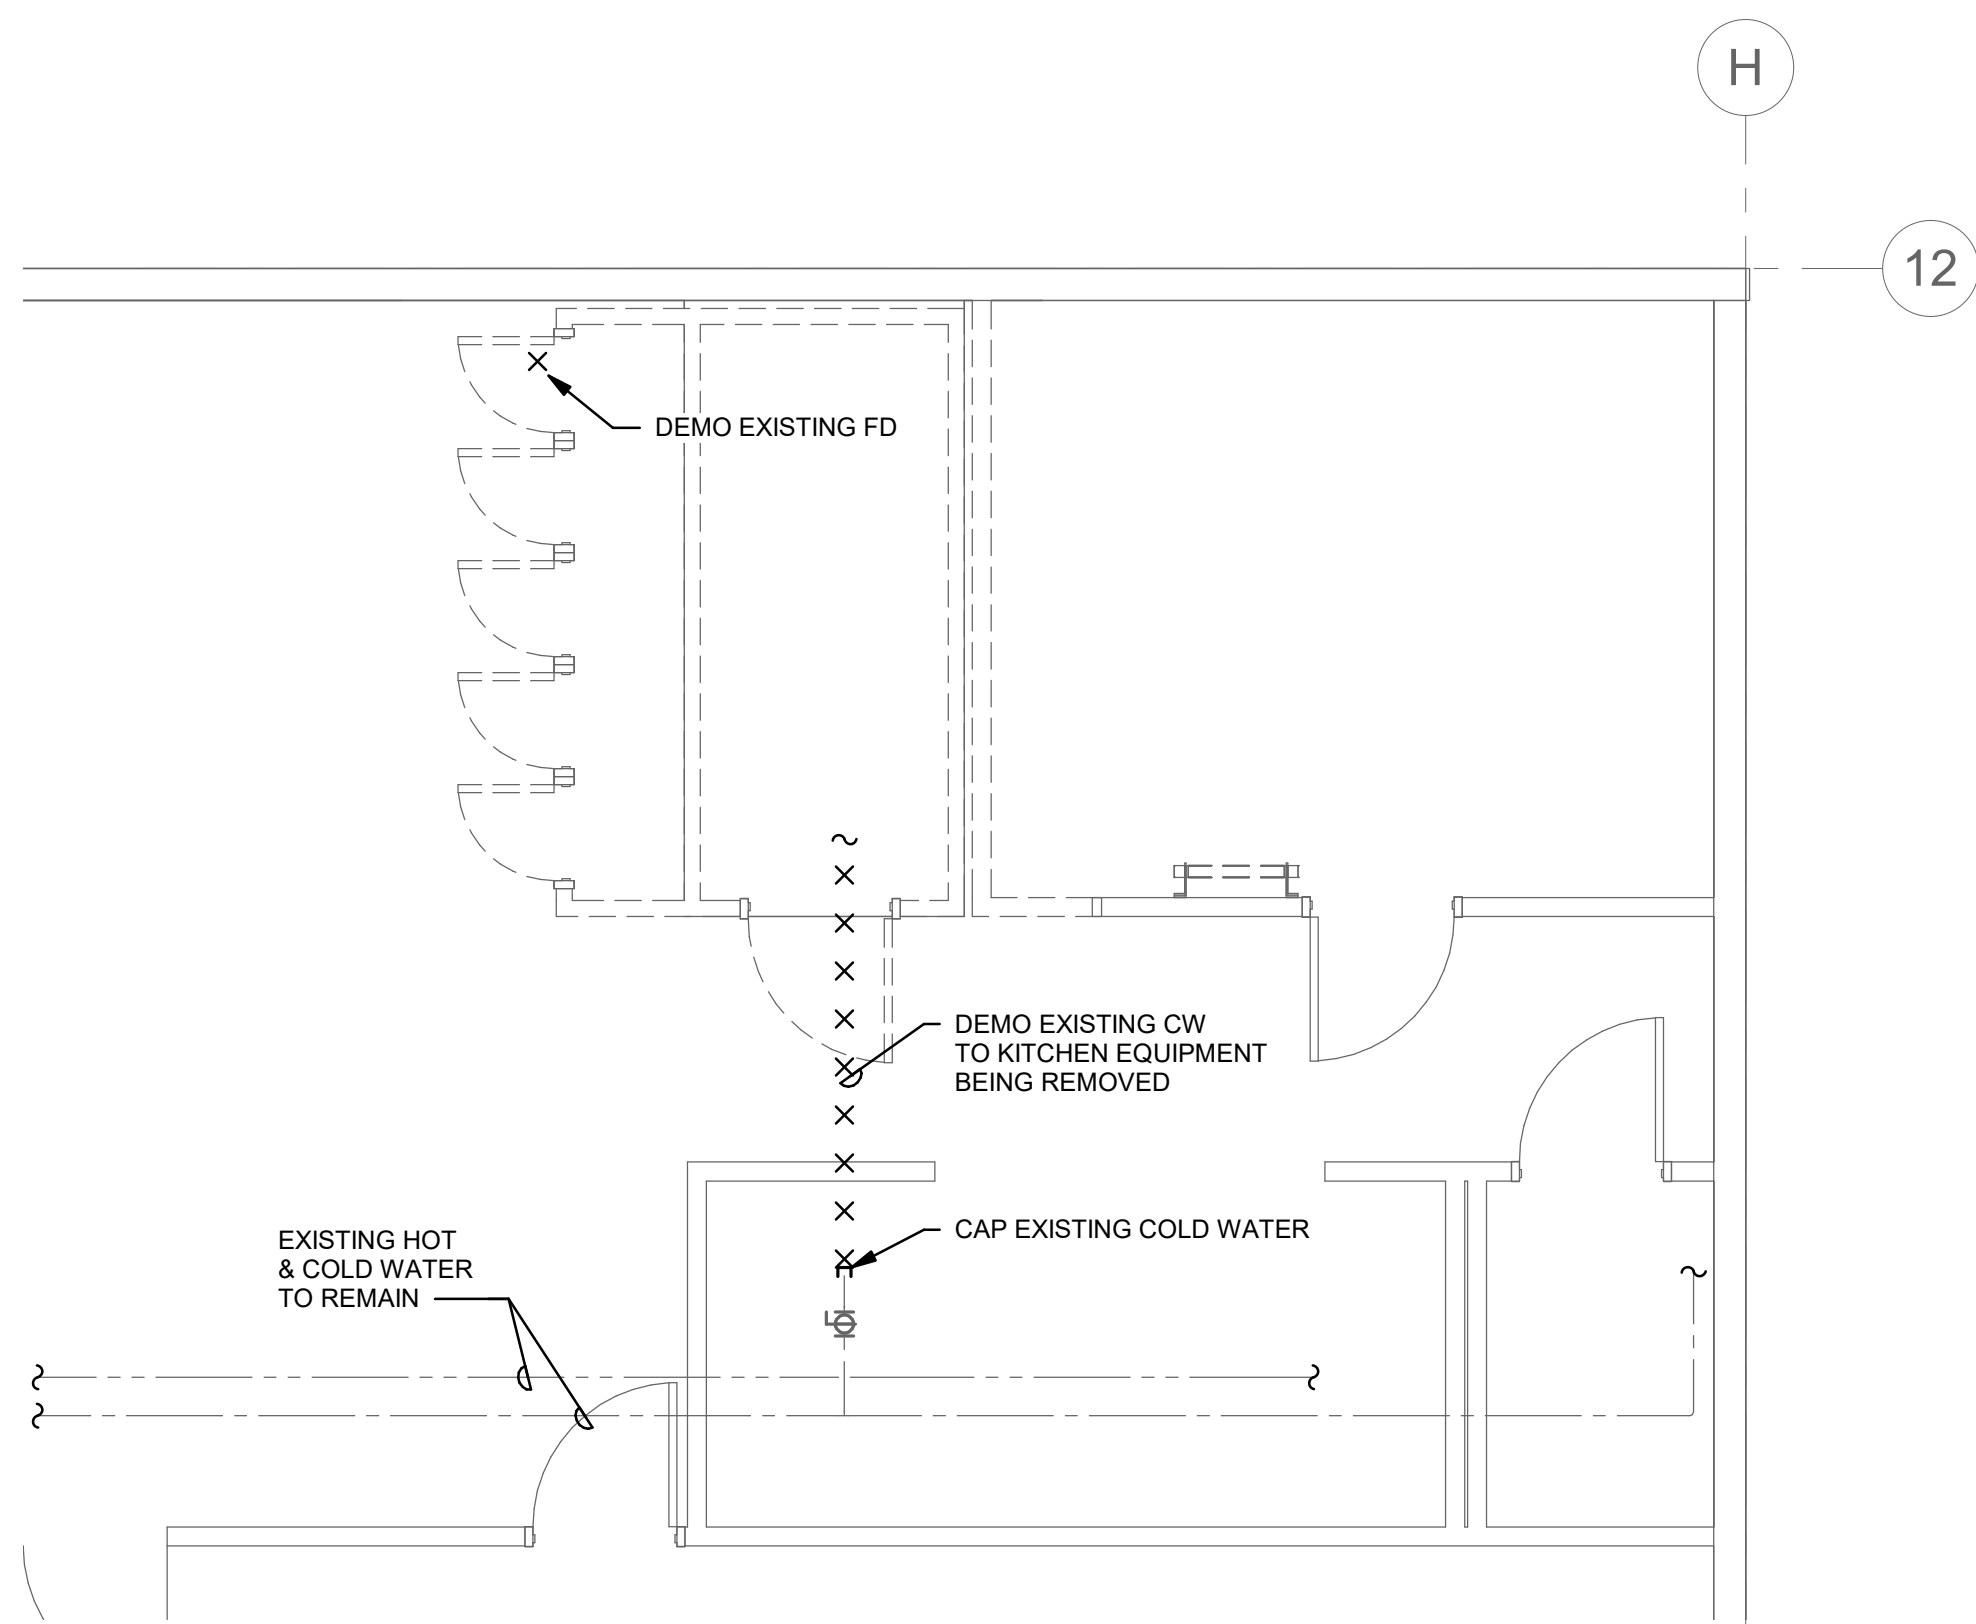 H
12
DEMO EXISTING FD
DEMO EXISTING CW
TO KITCHEN EQUIPMENT
BEING REMOVED
CAP EXISTING COLD WATER
EXISTING HOT
& COLD WATER
TO REMAIN